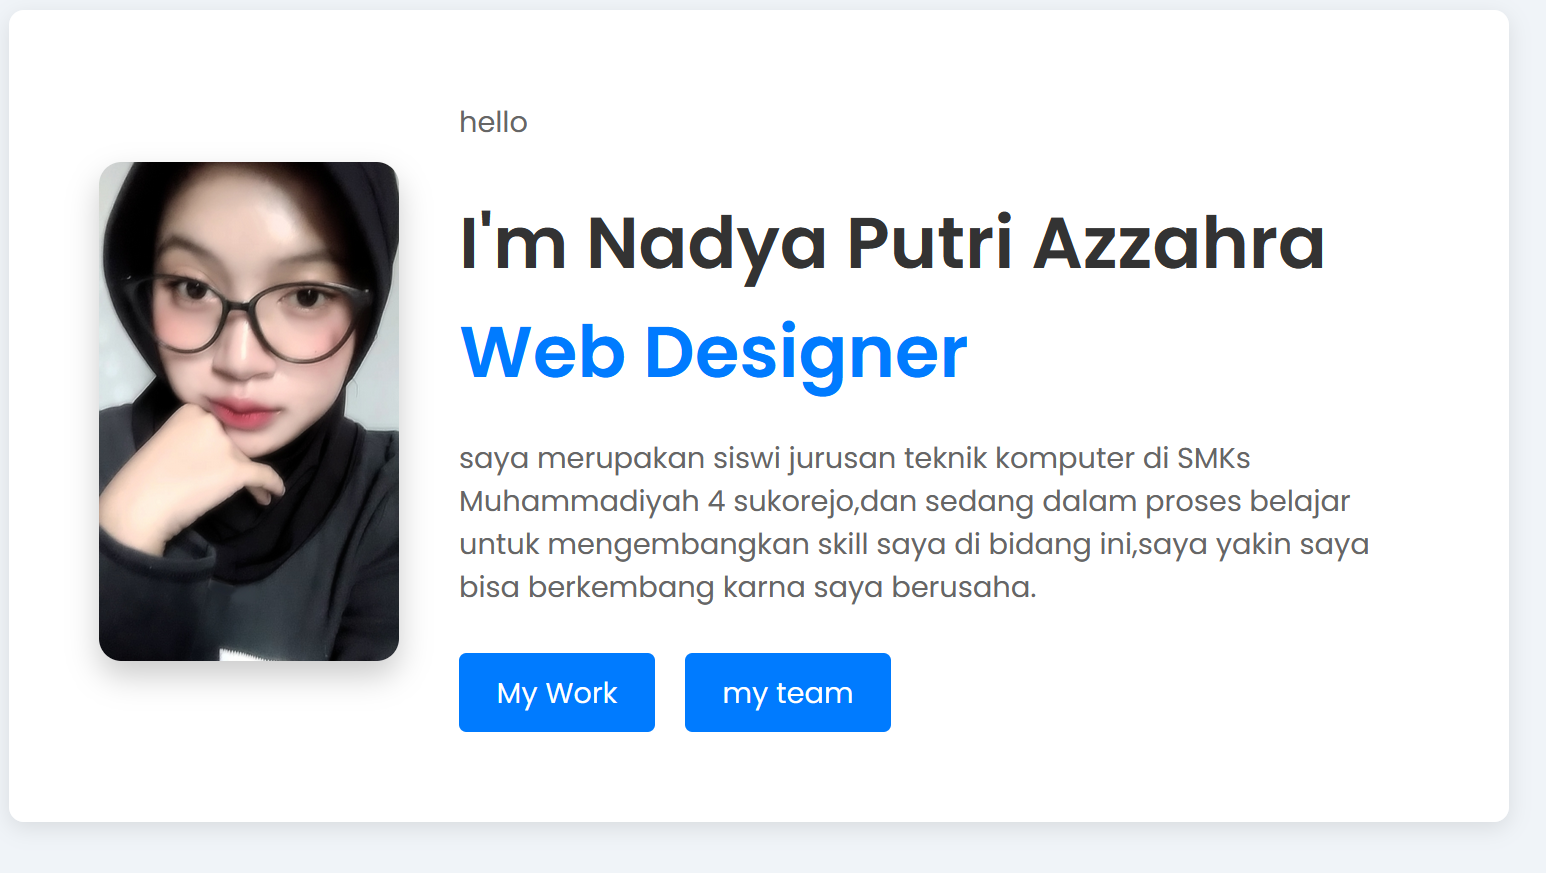 hello
I'm Nadya Putri Azzahra
Web Designer
saya merupakan siswi jurusan teknik komputer di SMKs
Muhammadiyah 4 sukorejo,dan sedang dalam proses belajar
untuk mengembangkan skill saya di bidang ini,saya yakin saya
bisa berkembang karna saya berusaha.
My Work
my team